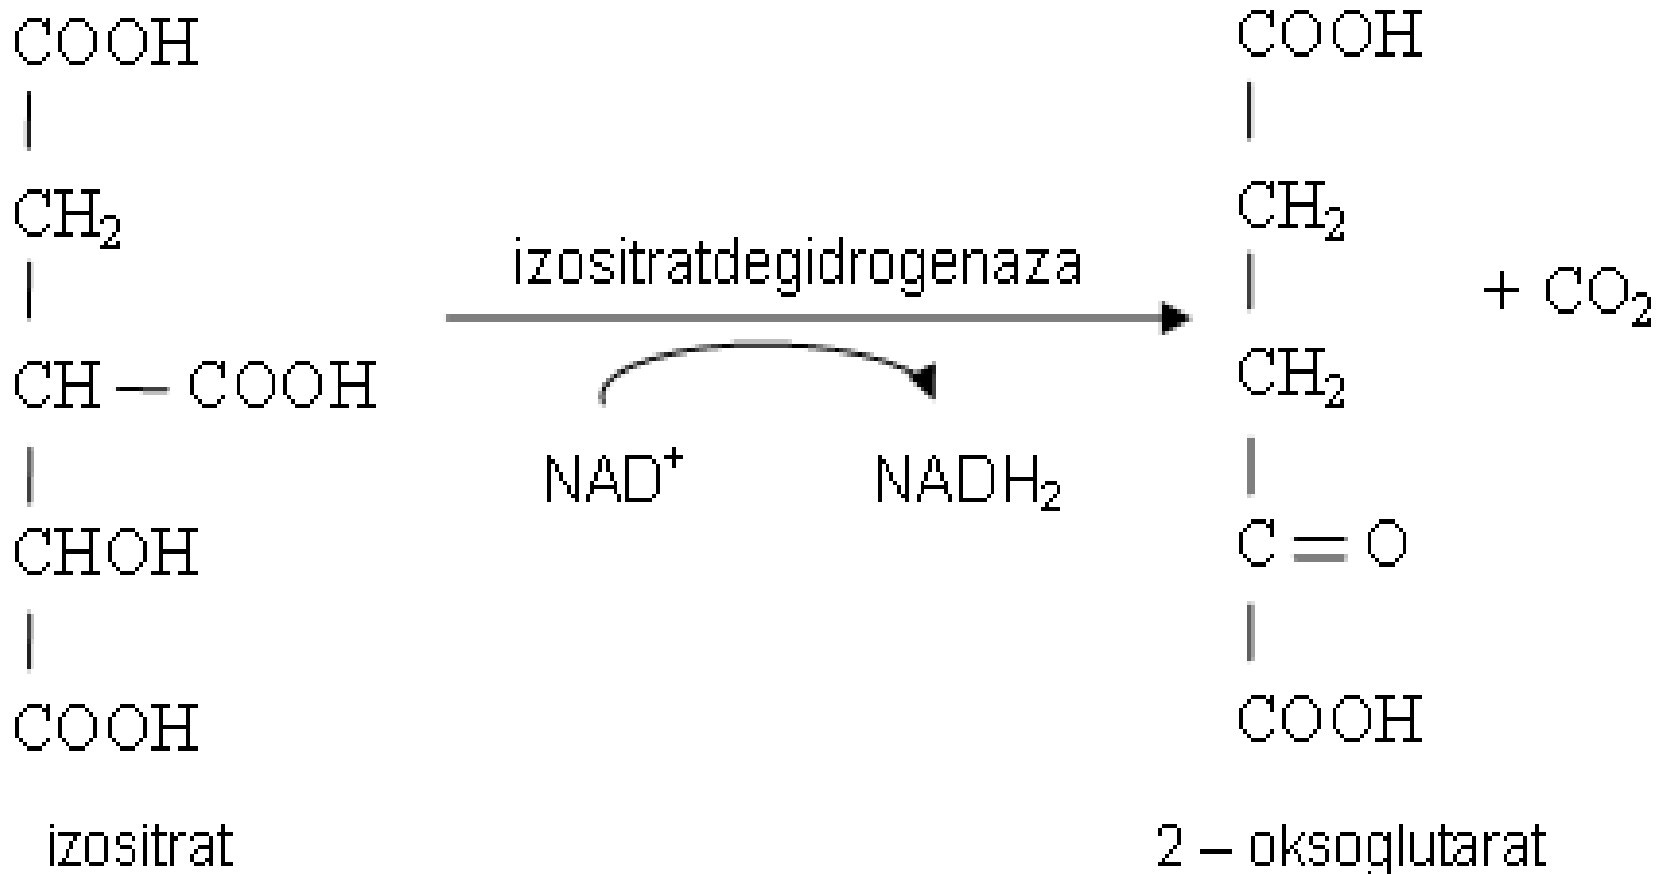 COOH
CH₂
CH – COOH
CHOH
COOH
izositrat
izositratdegidrogenaza
NAD⁺ NADH₂
COOH
CH₂
CH₂
C = O
COOH
+ CO₂
2 – oksoglutarat